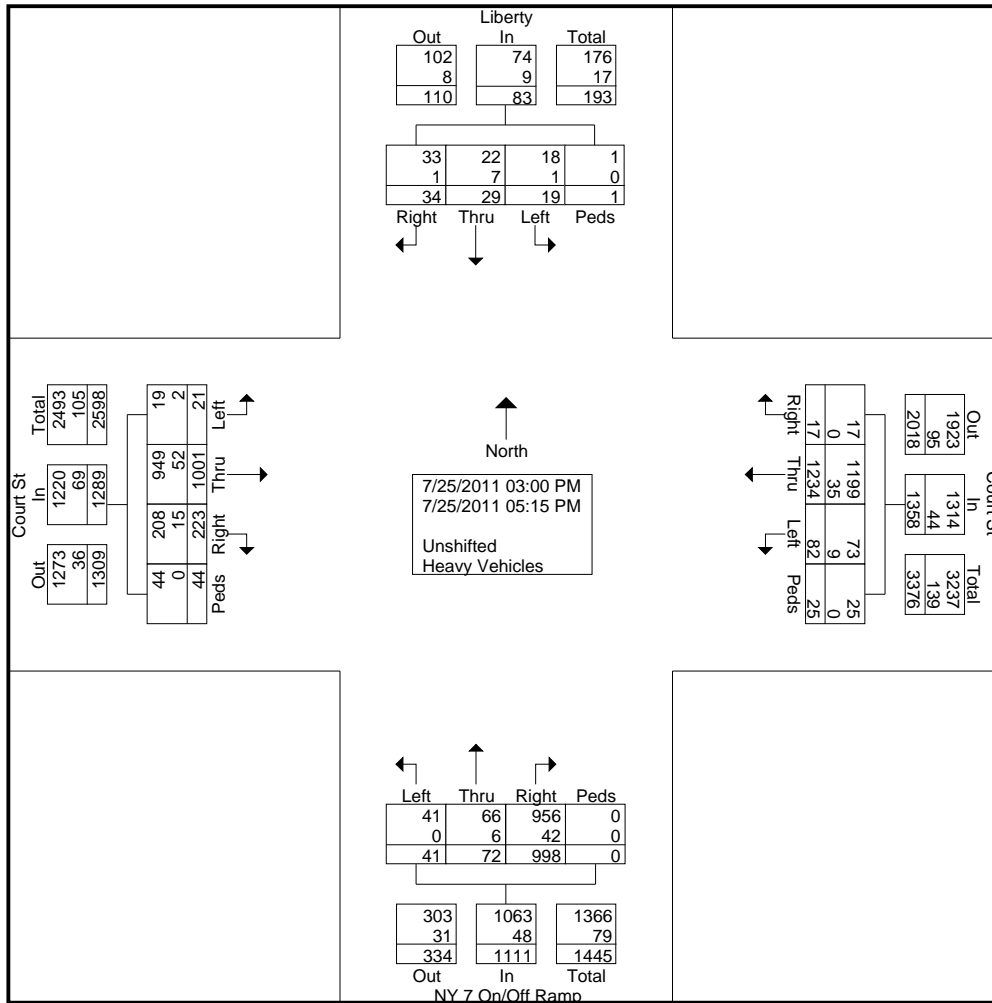 Liberty
Out In Total
102 74 176
8 9 17
110 83 193
33 22 18 1
1 7 1 0
34 29 19 1
Right Thru Left Peds
Court St
Total In Out
2493 1220 1273
105 69 36
2598 1289 1309
19 949 208 44
2 52 15 0
21 1001 223 44
Left Thru Right Peds
North
7/25/2011 03:00 PM
7/25/2011 05:15 PM
Unshifted
Heavy Vehicles
Right Thru Left Peds
17 1199 73 25
0 35 9 0
17 1234 82 25
Out In Total
1923 1314 3237
95 44 139
2018 1358 3376
Court St
Left Thru Right Peds
41 66 956 0
0 6 42 0
41 72 998 0
303 1063 1366
31 48 79
334 1111 1445
Out In Total
NY 7 On/Off Ramp